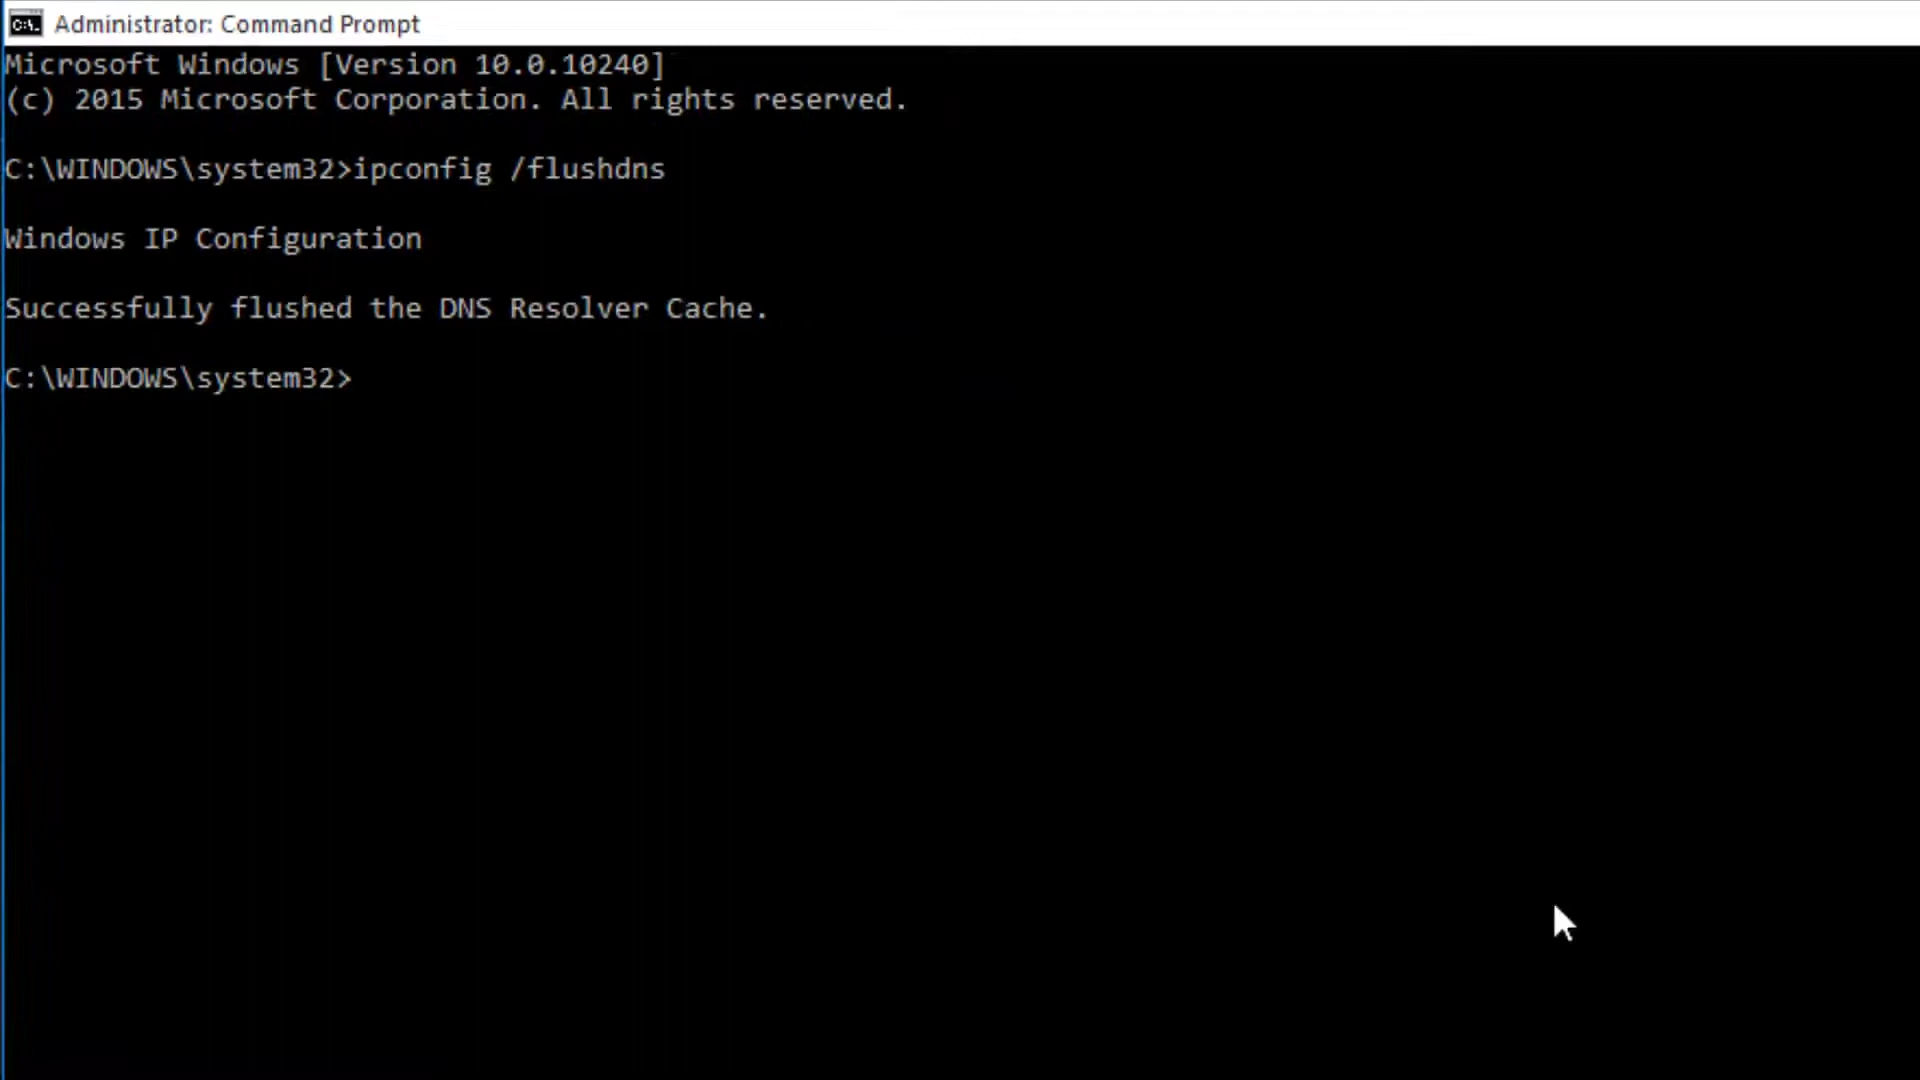 Administrator: Command Prompt
Microsoft Windows [Version 10.0.10240]
(c) 2015 Microsoft Corporation. All rights reserved.
C:\WINDOWS\system32>ipconfig /flushdns
Windows IP Configuration
Successfully flushed the DNS Resolver Cache.
C:\WINDOWS\system32>